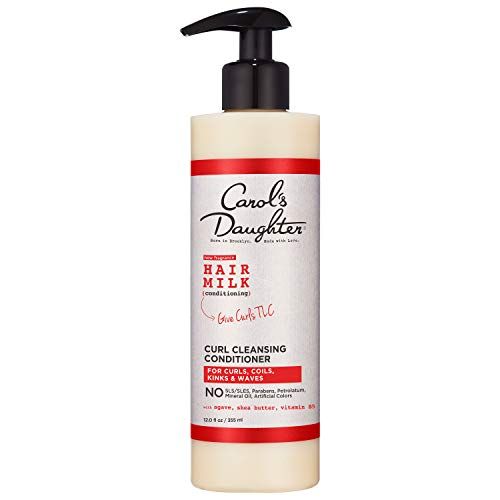 Carol's
Daughter®
Born in Brooklyn. Made with Love.
new fragrance
HAIR
MILK
(conditioning)
Give Curls TLC
CURL CLEANSING
CONDITIONER
FOR CURLS, COILS,
KINKS & WAVES
NO SLS/SLES, Parabens, Petrolatum,
Mineral Oil, Artificial Colors
with agave, shea butter, vitamin
12.0 fl oz / 355 ml